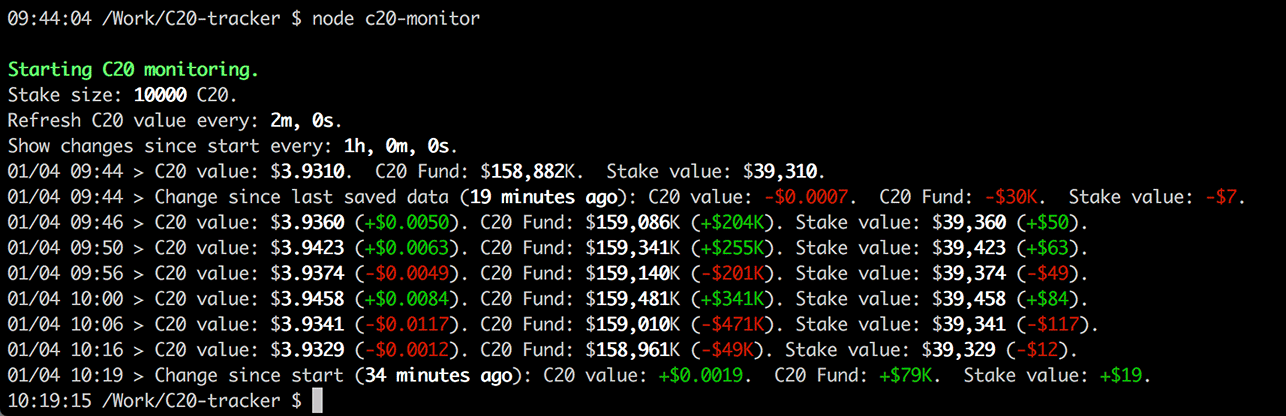 09:44:04 /Work/C20-tracker $ node c20-monitor
Starting C20 monitoring.
Stake size: 10000 C20.
Refresh C20 value every: 2m, 0s.
Show changes since start every: 1h, 0m, 0s.
01/04 09:44 > C20 value: $3.9310.  C20 Fund: $158,882K.  Stake value: $39,310.
01/04 09:44 > Change since last saved data (19 minutes ago): C20 value: -$0.0007.  C20 Fund: -$30K.  Stake value: -$7.
01/04 09:46 > C20 value: $3.9360 (+$0.0050). C20 Fund: $159,086K (+$204K). Stake value: $39,360 (+$50).
01/04 09:50 > C20 value: $3.9423 (+$0.0063). C20 Fund: $159,341K (+$255K). Stake value: $39,423 (+$63).
01/04 09:56 > C20 value: $3.9374 (-$0.0049). C20 Fund: $159,140K (-$201K). Stake value: $39,374 (-$49).
01/04 10:00 > C20 value: $3.9458 (+$0.0084). C20 Fund: $159,481K (+$341K). Stake value: $39,458 (+$84).
01/04 10:06 > C20 value: $3.9341 (-$0.0117). C20 Fund: $159,010K (-$471K). Stake value: $39,341 (-$117).
01/04 10:16 > C20 value: $3.9329 (-$0.0012). C20 Fund: $158,961K (-$49K). Stake value: $39,329 (-$12).
01/04 10:19 > Change since start (34 minutes ago): C20 value: +$0.0019.  C20 Fund: +$79K.  Stake value: +$19.
10:19:15 /Work/C20-tracker $